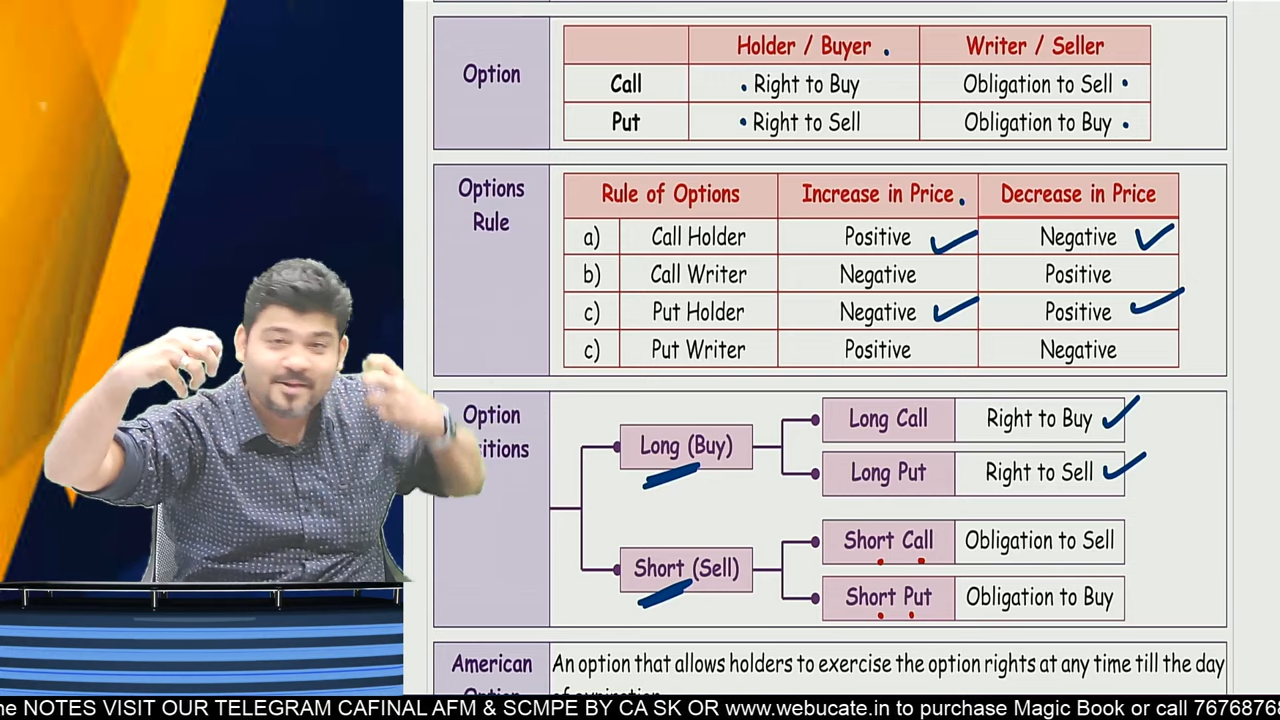 Option
Holder / Buyer Writer / Seller
Call Right to Buy Obligation to Sell
Put Right to Sell Obligation to Buy
Options
Rule
Rule of Options Increase in Price Decrease in Price
a) Call Holder Positive Negative
b) Call Writer Negative Positive
c) Put Holder Negative Positive
c) Put Writer Positive Negative
Option
Long (Buy)
Long Call Right to Buy
Long Put Right to Sell
Short (Sell)
Short Call Obligation to Sell
Short Put Obligation to Buy
American
An option that allows holders to exercise the option rights at any time till the day
NOTES VISIT OUR TELEGRAM CAFINAL AFM & SCMPE BY CA SK OR www.webucate.in to purchase Magic Book or call 7676876